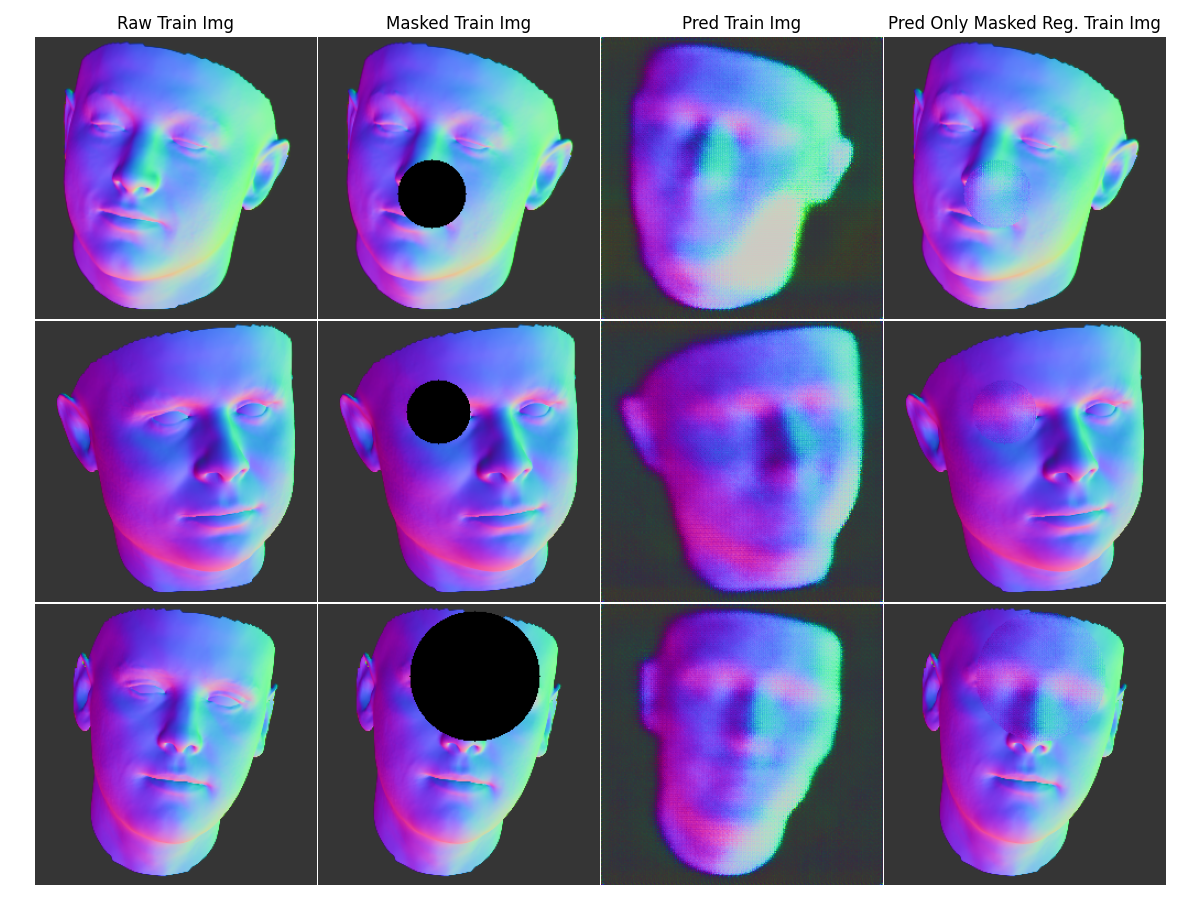 Raw Train Img
Masked Train Img
Pred Train Img
Pred Only Masked Reg. Train Img